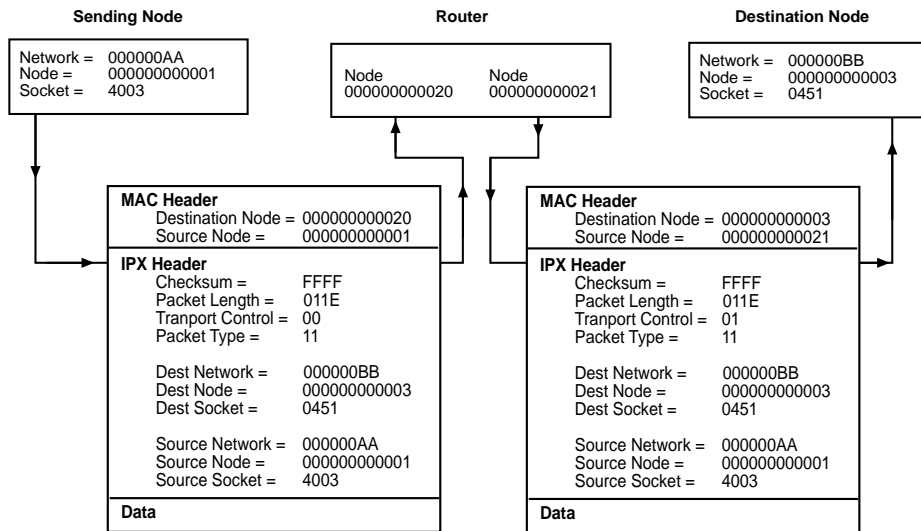 Sending Node
Network = 000000AA
Node = 000000000001
Socket = 4003
Router
Node Node
000000000020 000000000021
Destination Node
Network = 000000BB
Node = 000000000003
Socket = 0451
MAC Header
Destination Node = 000000000020
Source Node = 000000000001
IPX Header
Checksum = FFFF
Packet Length = 011E
Tranport Control = 00
Packet Type = 11
Dest Network = 000000BB
Dest Node = 000000000003
Dest Socket = 0451
Source Network = 000000AA
Source Node = 000000000001
Source Socket = 4003
Data
MAC Header
Destination Node = 000000000003
Source Node = 000000000021
IPX Header
Checksum = FFFF
Packet Length = 011E
Tranport Control = 01
Packet Type = 11
Dest Network = 000000BB
Dest Node = 000000000003
Dest Socket = 0451
Source Network = 000000AA
Source Node = 000000000001
Source Socket = 4003
Data